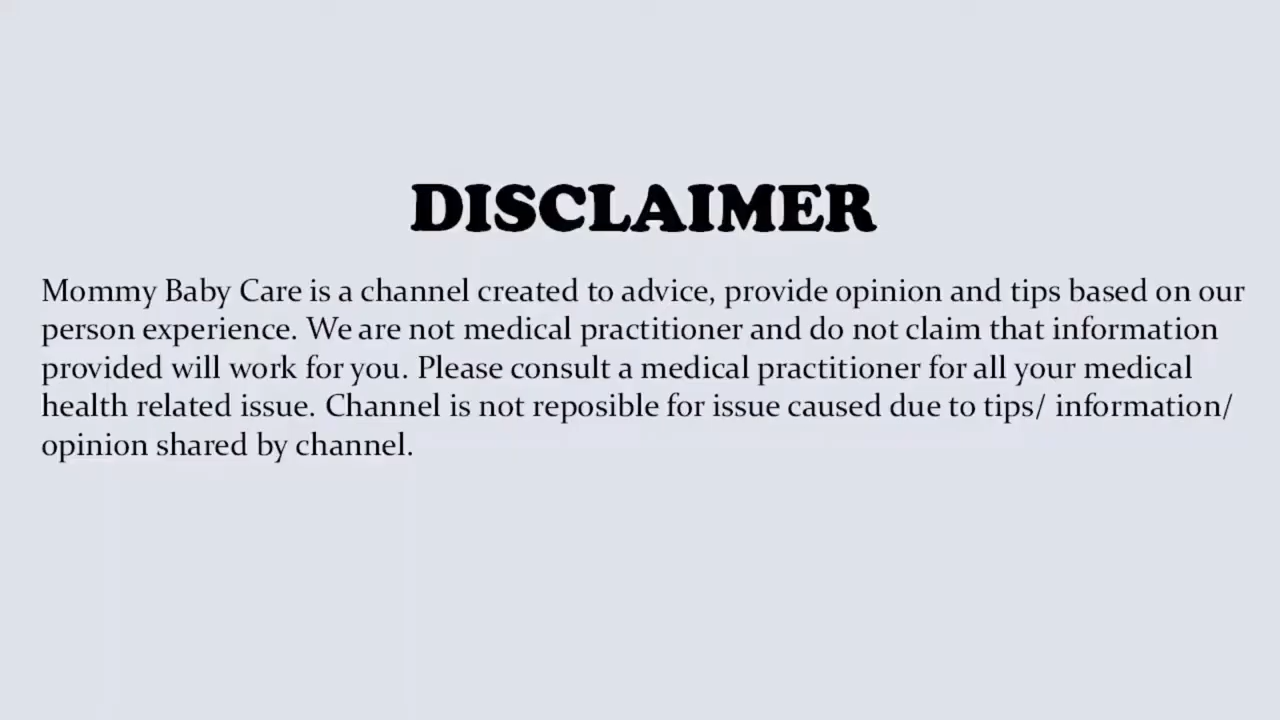 DISCLAIMER
Mommy Baby Care is a channel created to advice, provide opinion and tips based on our
person experience. We are not medical practitioner and do not claim that information
provided will work for you. Please consult a medical practitioner for all your medical
health related issue. Channel is not reposible for issue caused due to tips/ information/
opinion shared by channel.